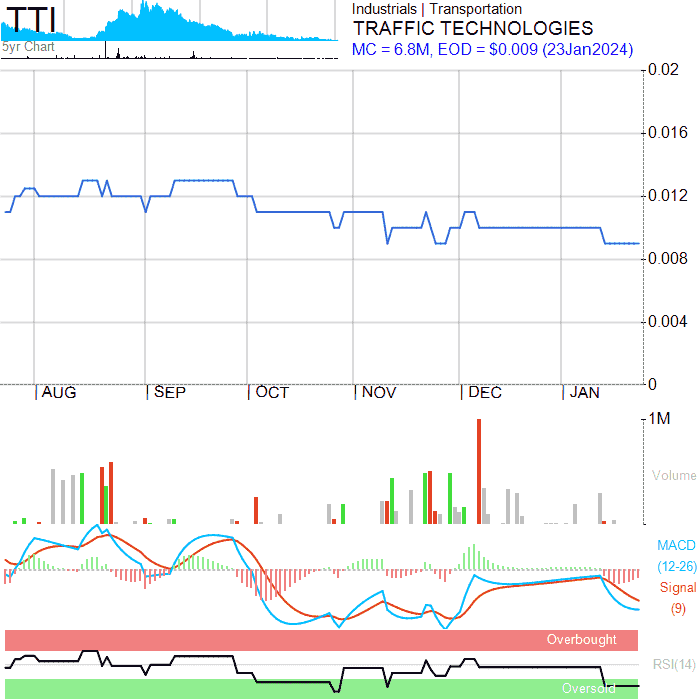 TTI
5yr Chart
Industrials | Transportation
TRAFFIC TECHNOLOGIES
MC = 6.8M, EOD = $0.009 (23Jan2024)
0.02
0.016
0.012
0.008
0.004
0
AUG SEP OCT NOV DEC JAN
1M
Volume
MACD
(12-26)
Signal
(9)
Overbought
RSI(14)
Oversold